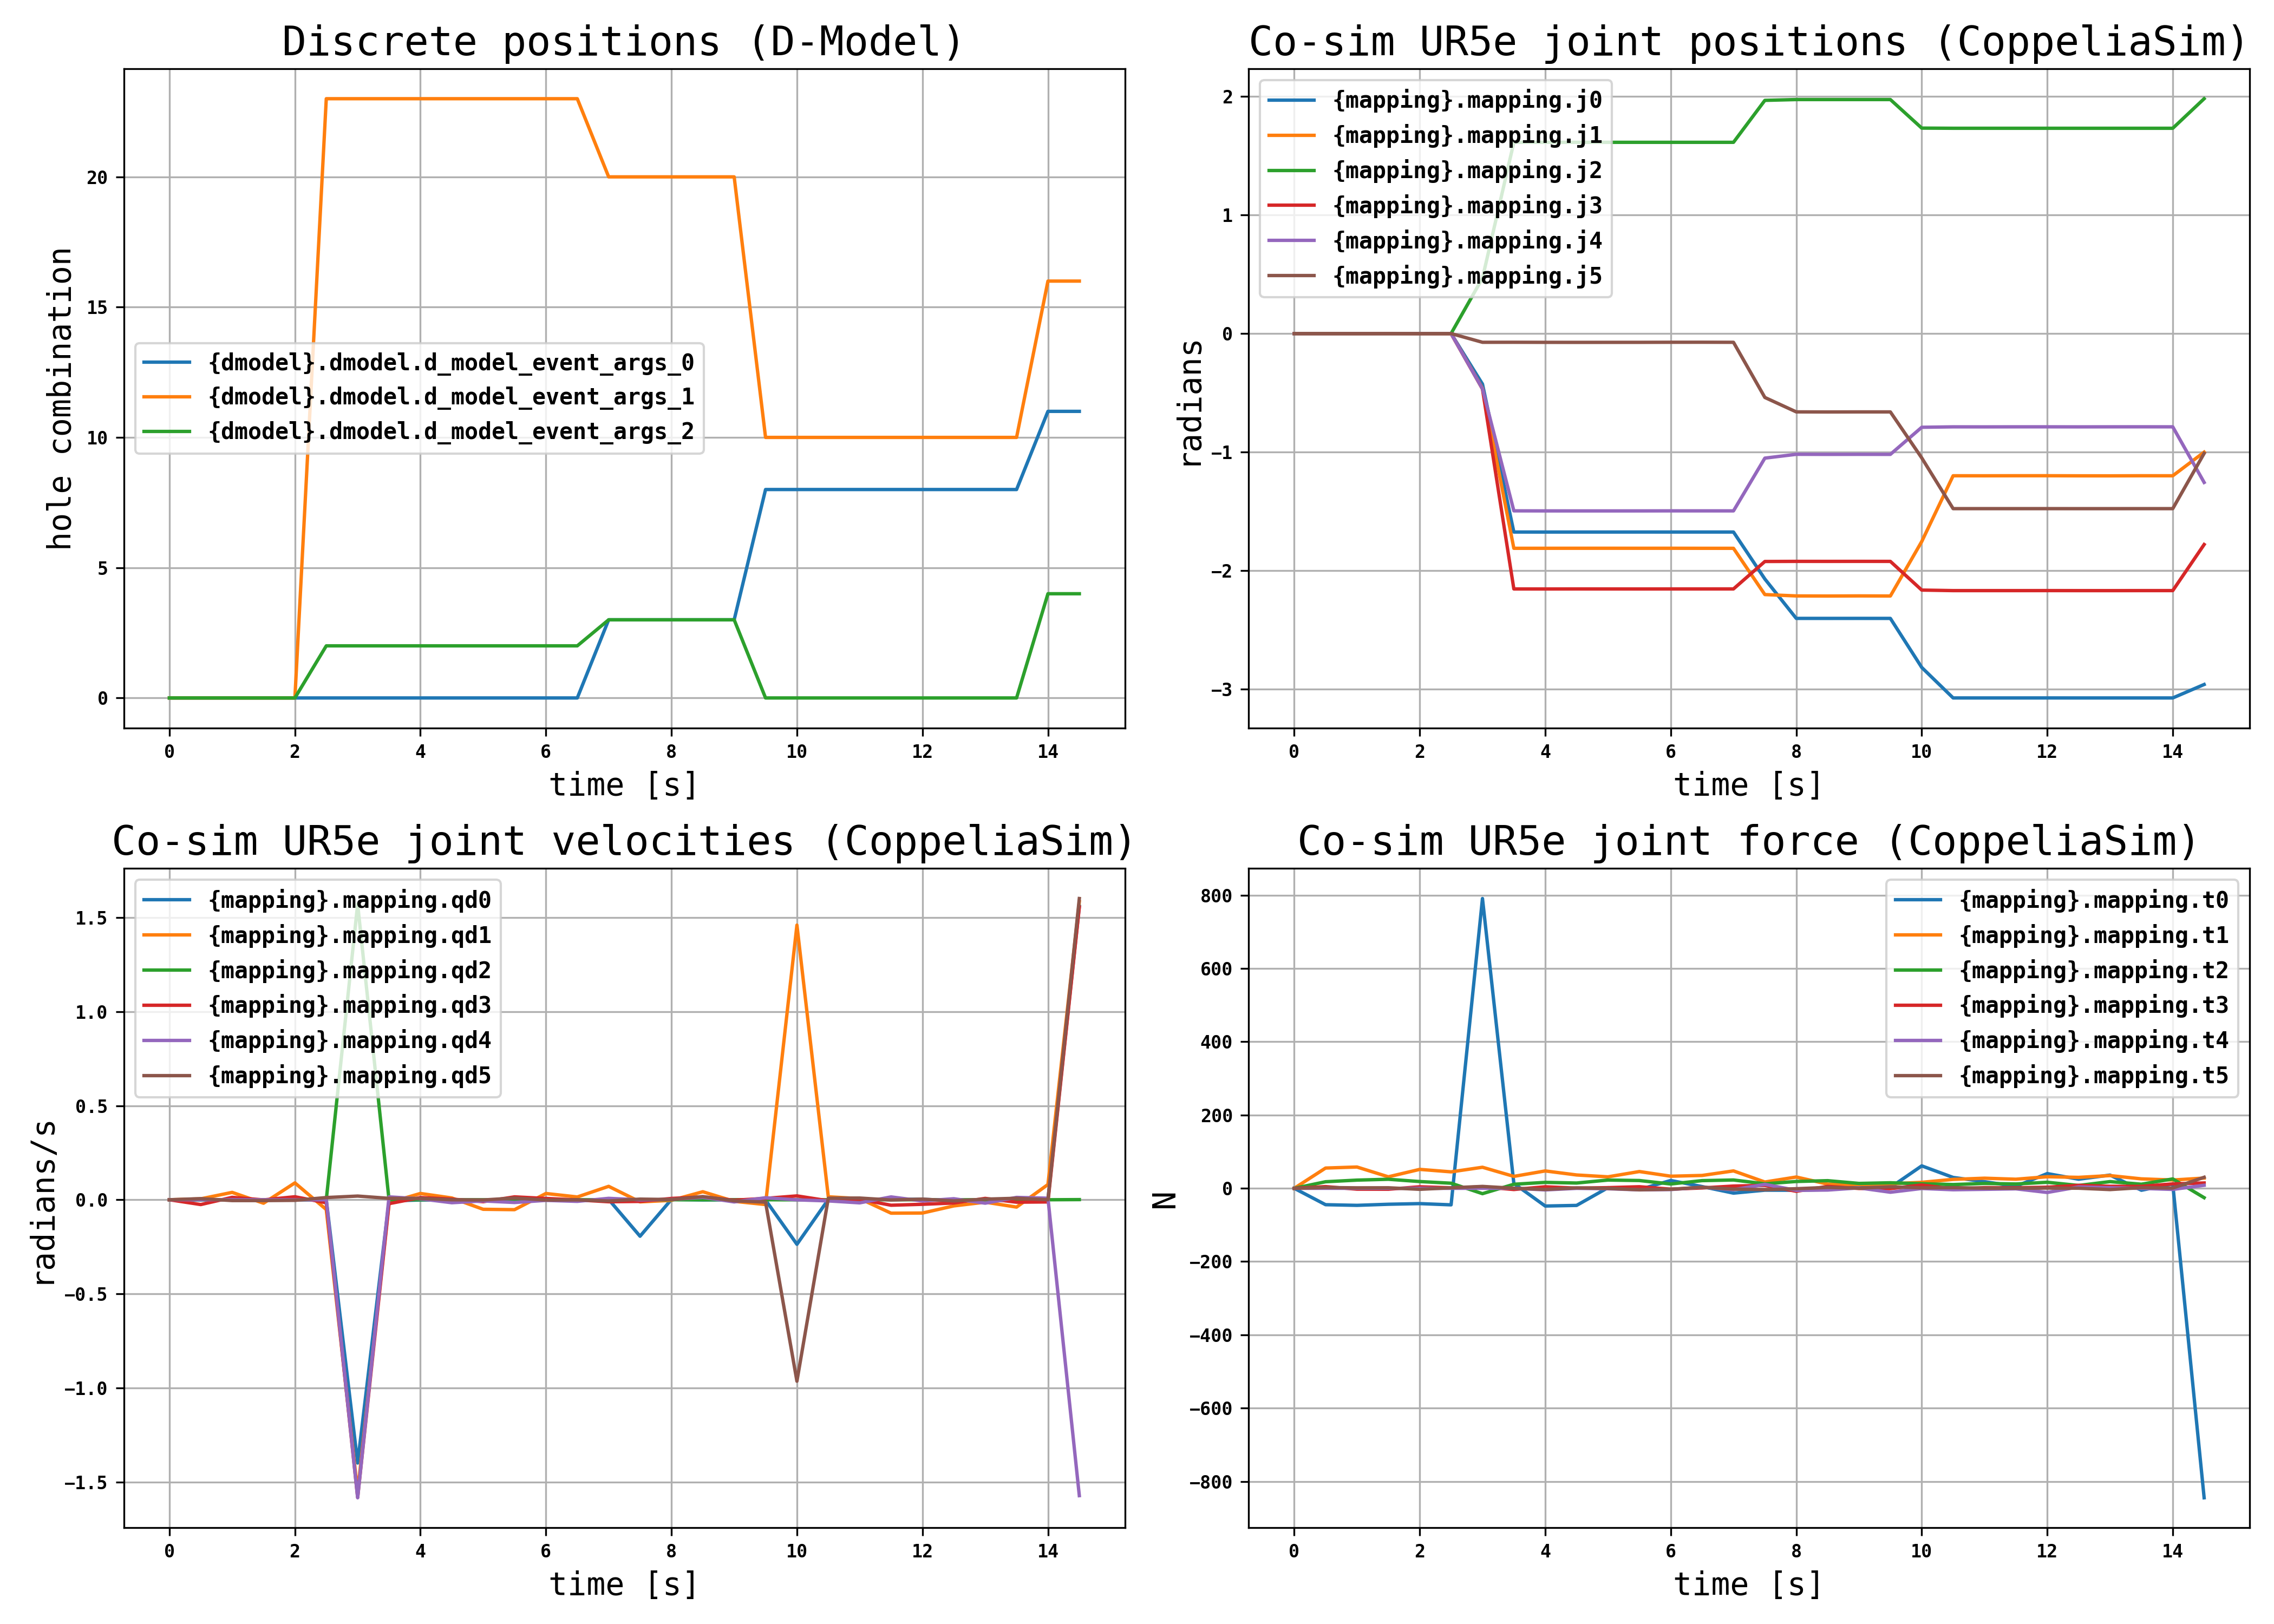 Discrete positions (D-Model)
hole combination
20
15
10
5
0
{dmodel}.dmodel.d_model_event_args_0
{dmodel}.dmodel.d_model_event_args_1
{dmodel}.dmodel.d_model_event_args_2
0 2 4 6 8 10 12 14
time [s]
Co-sim UR5e joint positions (CoppeliaSim)
radians
2
1
0
−1
−2
−3
{mapping}.mapping.j0
{mapping}.mapping.j1
{mapping}.mapping.j2
{mapping}.mapping.j3
{mapping}.mapping.j4
{mapping}.mapping.j5
0 2 4 6 8 10 12 14
time [s]
Co-sim UR5e joint velocities (CoppeliaSim)
radians/s
1.5
1.0
0.5
0.0
−0.5
−1.0
−1.5
{mapping}.mapping.qd0
{mapping}.mapping.qd1
{mapping}.mapping.qd2
{mapping}.mapping.qd3
{mapping}.mapping.qd4
{mapping}.mapping.qd5
0 2 4 6 8 10 12 14
time [s]
Co-sim UR5e joint force (CoppeliaSim)
N
800
600
400
200
0
−200
−400
−600
−800
{mapping}.mapping.t0
{mapping}.mapping.t1
{mapping}.mapping.t2
{mapping}.mapping.t3
{mapping}.mapping.t4
{mapping}.mapping.t5
0 2 4 6 8 10 12 14
time [s]